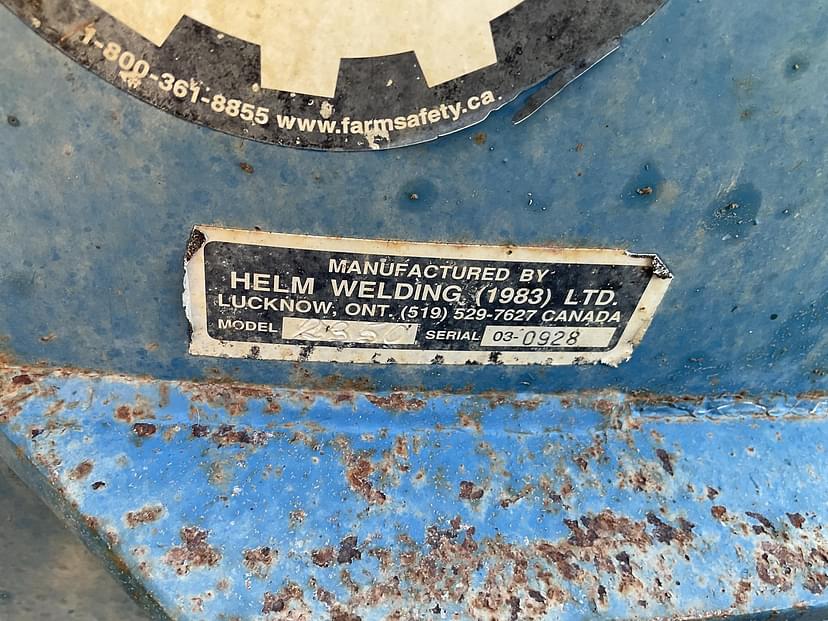 1-800-361-8855 www.farmsafety.ca
MANUFACTURED BY
HELM WELDING (1983) LTD.
LUCKNOW, ONT. (519) 529-7627 CANADA
MODEL SERIAL 03-0928